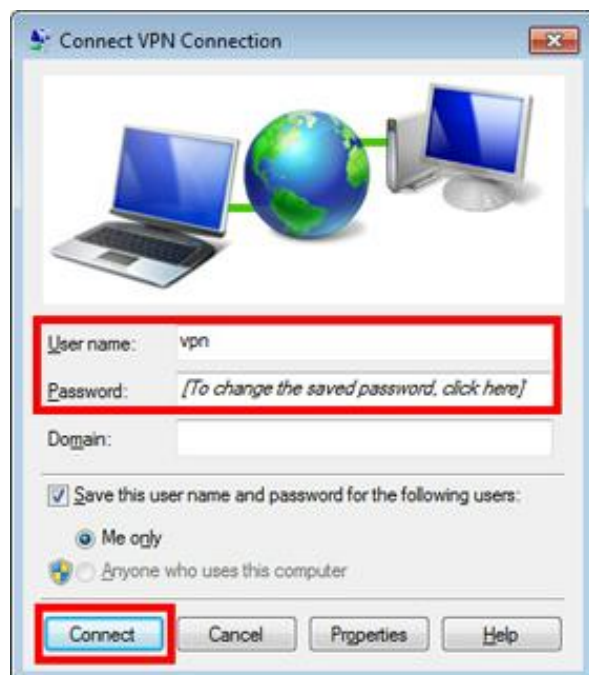 Connect VPN Connection
User name: vpn
Password: [To change the saved password, click here]
Domain:
Save this user name and password for the following users:
Me only
Anyone who uses this computer
Connect Cancel Properties Help